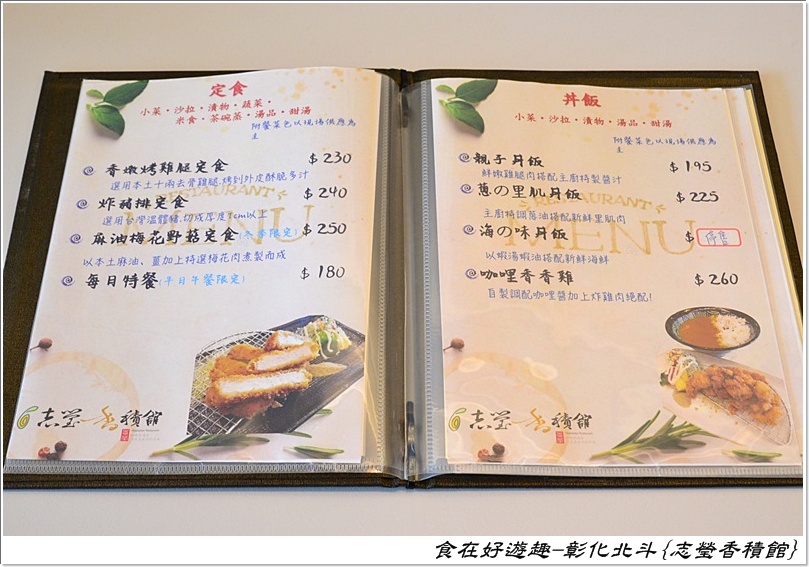 定食
小菜·沙拉·漬物·蔬菜·
米食·茶碗蒸·湯品·甜湯
附餐菜色以現場供應為
主
香嫩烤雞腿定食 $230
選用本土十兩去骨雞腿,烤到外皮酥脆多汁
炸豬排定食 $240
選用台灣溫體豬,切成厚度1cm以上
麻油梅花野菇定食(冬季限定) $250
以本土麻油、薑加上特選梅花肉煮製而成
每日特餐(平日午餐限定) $180
RESTAURANT
MENU
志瑩香積館
丼飯
小菜·沙拉·漬物·湯品·甜湯
附餐菜色以現場供應為
主
親子丼飯 $195
鮮嫩雞腿肉搭配主廚特製醬汁
蔥の里肌丼飯 $225
主廚特調蔥油搭配新鮮里肌肉
海の味丼飯 $ 停售
以蝦湯蝦油搭配新鮮海鮮
咖哩香香雞 $260
自製調配咖哩醬加上炸雞肉絕配!
RESTAURANT
MENU
志瑩香積館
食在好遊趣-彰化北斗{志瑩香積館}